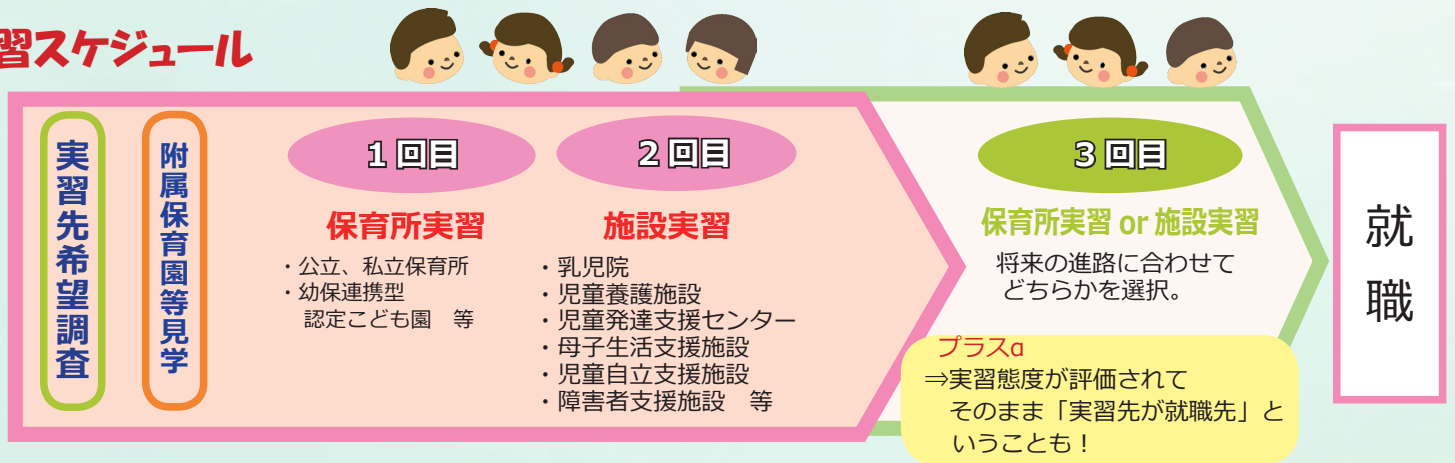 習スケジュール
実習先希望調査
附属保育園等見学
1回目
保育所実習
・公立、私立保育所
・幼保連携型
認定こども園　等
2回目
施設実習
・乳児院
・児童養護施設
・児童発達支援センター
・母子生活支援施設
・児童自立支援施設
・障害者支援施設　等
3回目
保育所実習 or 施設実習
将来の進路に合わせて
どちらかを選択。
プラスα
⇒実習態度が評価されて
そのまま「実習先が就職先」と
いうことも！
就職